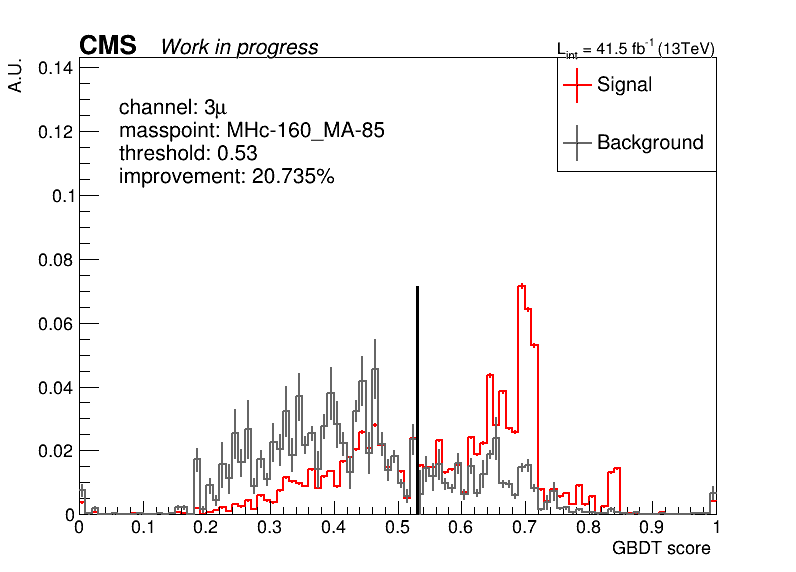 CMS Work in progress
L_int = 41.5 fb^-1 (13TeV)
A.U.
0.14
0.12
0.1
0.08
0.06
0.04
0.02
0
Signal
Background
channel: 3μ
masspoint: MHc-160_MA-85
threshold: 0.53
improvement: 20.735%
0 0.1 0.2 0.3 0.4 0.5 0.6 0.7 0.8 0.9 1
GBDT score